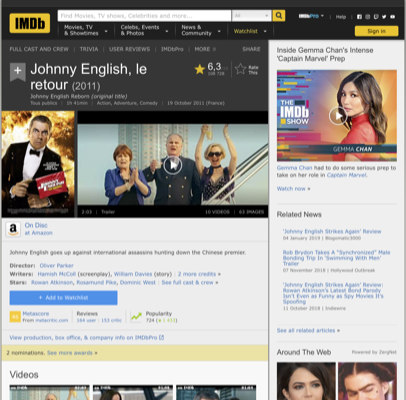 IMDb
Find Movies, TV shows, Celebrities and more...
All
IMDbPro
Help
Movies, TV & Showtimes
Celebs, Events & Photos
News & Community
Watchlist
Sign in
FULL CAST AND CREW | TRIVIA | USER REVIEWS | IMDbPro | MORE
SHARE
Johnny English, le retour (2011)
Johnny English Reborn (original title)
Tous publics | 1h 41min | Action, Adventure, Comedy | 19 October 2011 (France)
6,3
Rate This
2:03 | Trailer
10 VIDEOS | 63 IMAGES
On Disc
at Amazon
Johnny English goes up against international assassins hunting down the Chinese premier.
Director: Oliver Parker
Writers: Hamish McColl (screenplay), William Davies (story) | 2 more credits »
Stars: Rowan Atkinson, Rosamund Pike, Dominic West | See full cast & crew »
+ Add to Watchlist
Metascore
From metacritic.com
Reviews
164 user | 153 critic
Popularity
View production, box office, & company info on IMDbPro
2 nominations. See more awards »
Videos
Inside Gemma Chan's Intense 'Captain Marvel' Prep
THE IMDb SHOW
GEMMA CHAN
Gemma Chan had to do some serious prep to take on her role in Captain Marvel.
Watch now »
Related News
'Johnny English Strikes Again' Review
04 January 2019 | Blogomatic3000
Rob Brydon Takes a "Synchronized" Male Bonding Trip In 'Swimming With Men' Trailer
07 November 2018 | Hollywood Outbreak
'Johnny English Strikes Again' Review: Rowan Atkinson's Latest Bond Parody Isn't Even as Funny as Spy Movies It's Spoofing
11 October 2018 | Indiewire
See all related articles »
Around The Web
Powered by ZergNet